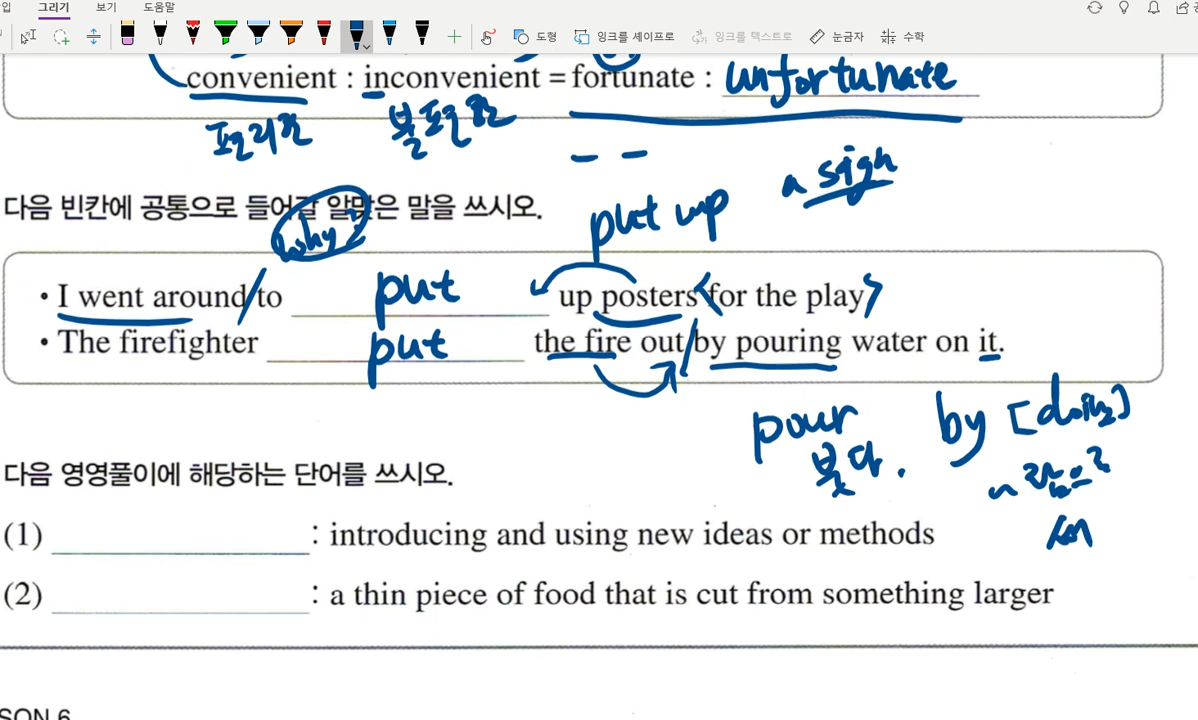 그리기 보기 도움말
도형 잉크를 셰이프로 잉크를 텍스트로 눈금자 수학
convenient : inconvenient = fortunate : unfortunate
편리한 불편한
a sign
다음 빈칸에 공통으로 들어갈 알맞은 말을 쓰시오.
why?
put up
• I went around/to put up posters<for the play>
• The firefighter put the fire out/by pouring water on it.
pour by [doing]
붓다.
다음 영영풀이에 해당하는 단어를 쓰시오.
(1) : introducing and using new ideas or methods
(2) : a thin piece of food that is cut from something larger
SON 6